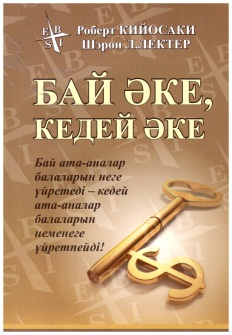 E B S I
Роберт КИЙОСАКИ
Шэрон Л.ЛЕКТЕР
БАЙ ӘКЕ,
КЕДЕЙ ӘКЕ
Бай ата-аналар
балаларын неге
үйретеді – кедей
ата-аналар
балаларын
неменеге
үйретпейді!